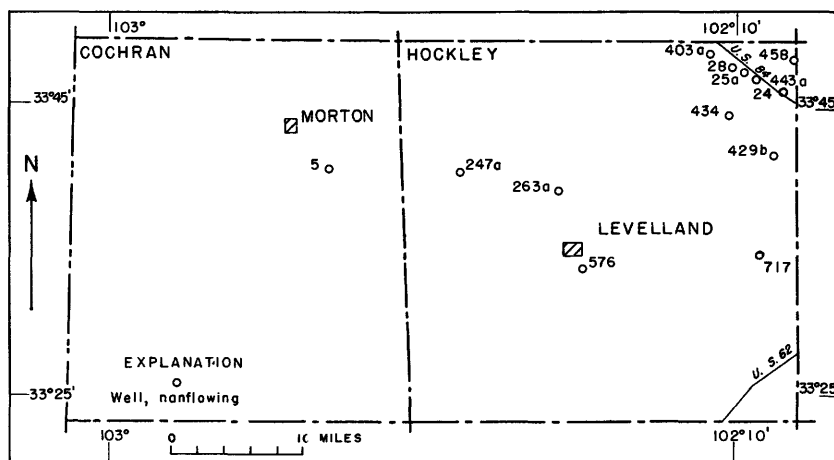 103°
102° 10'
COCHRAN
HOCKLEY
403a
458
U.S. 84
28
443a
25a
24
33°45'
33°45'
434
MORTON
429b
N
5
247a
263a
LEVELLAND
576
717
EXPLANATION
Well, nanflowing
U. S. 62
33°25'
33°25'
103°
0 10 MILES
102° 10'